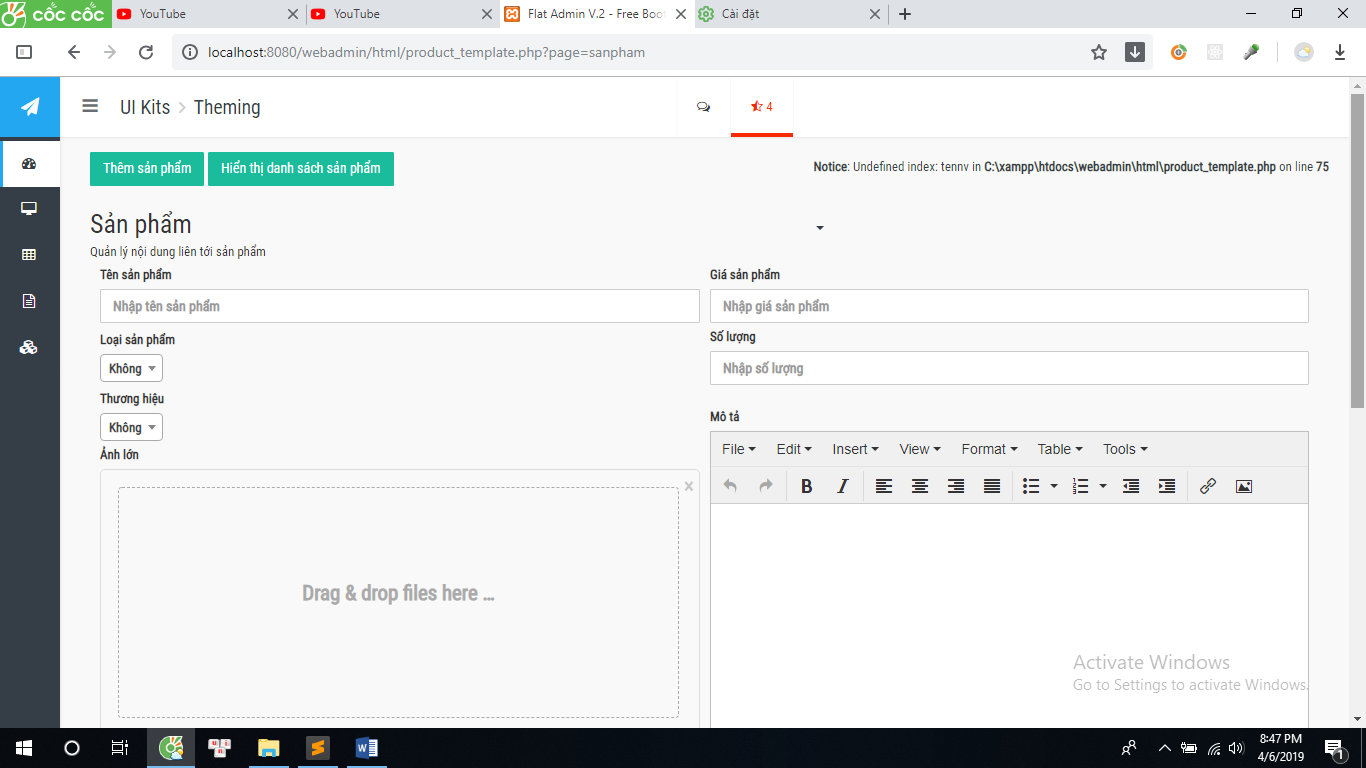 cốc cốc
YouTube
YouTube
Flat Admin V.2 - Free Boot
Cài đặt
localhost:8080/webadmin/html/product_template.php?page=sanpham
UI Kits
Theming
4
Thêm sản phẩm
Hiển thị danh sách sản phẩm
Notice: Undefined index: tennv in C:\xampp\htdocs\webadmin\html\product_template.php on line 75
Sản phẩm
Quản lý nội dung liên tới sản phẩm
Tên sản phẩm
Giá sản phẩm
Nhập tên sản phẩm
Nhập giá sản phẩm
Loại sản phẩm
Số lượng
Không
Nhập số lượng
Thương hiệu
Không
Mô tả
File Edit Insert View Format Table Tools
Ảnh lớn
x
B I
Drag & drop files here …
Activate Windows
Go to Settings to activate Windows.
8:47 PM
4/6/2019
1